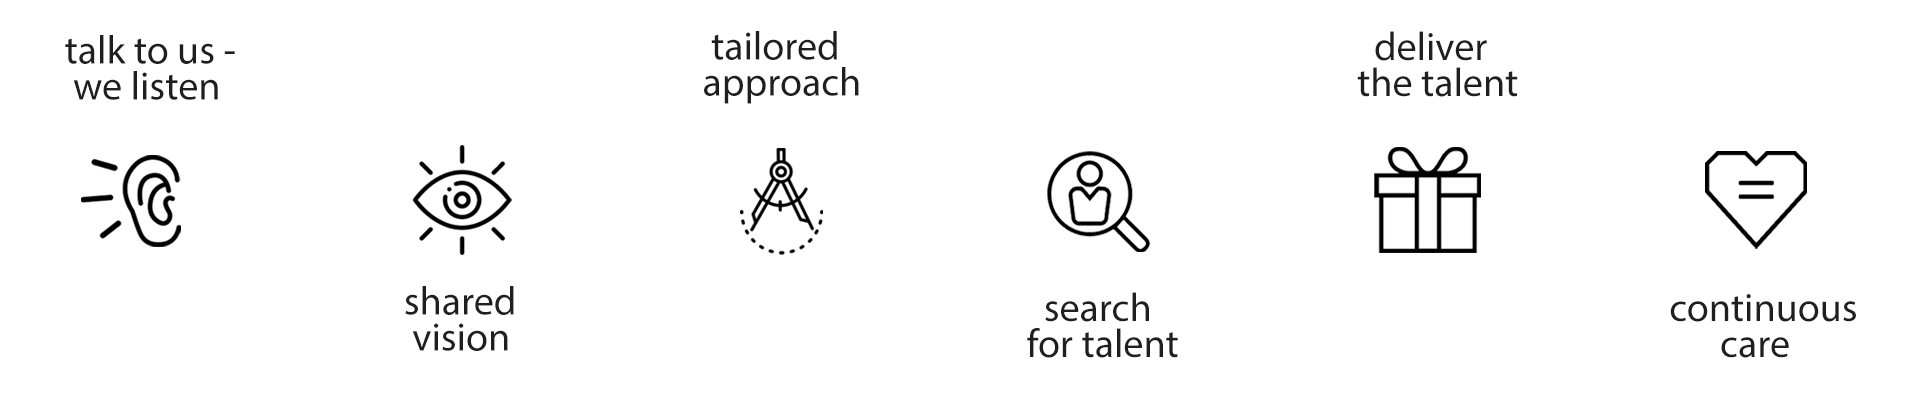 talk to us -
we listen
shared
vision
tailored
approach
search
for talent
deliver
the talent
continuous
care